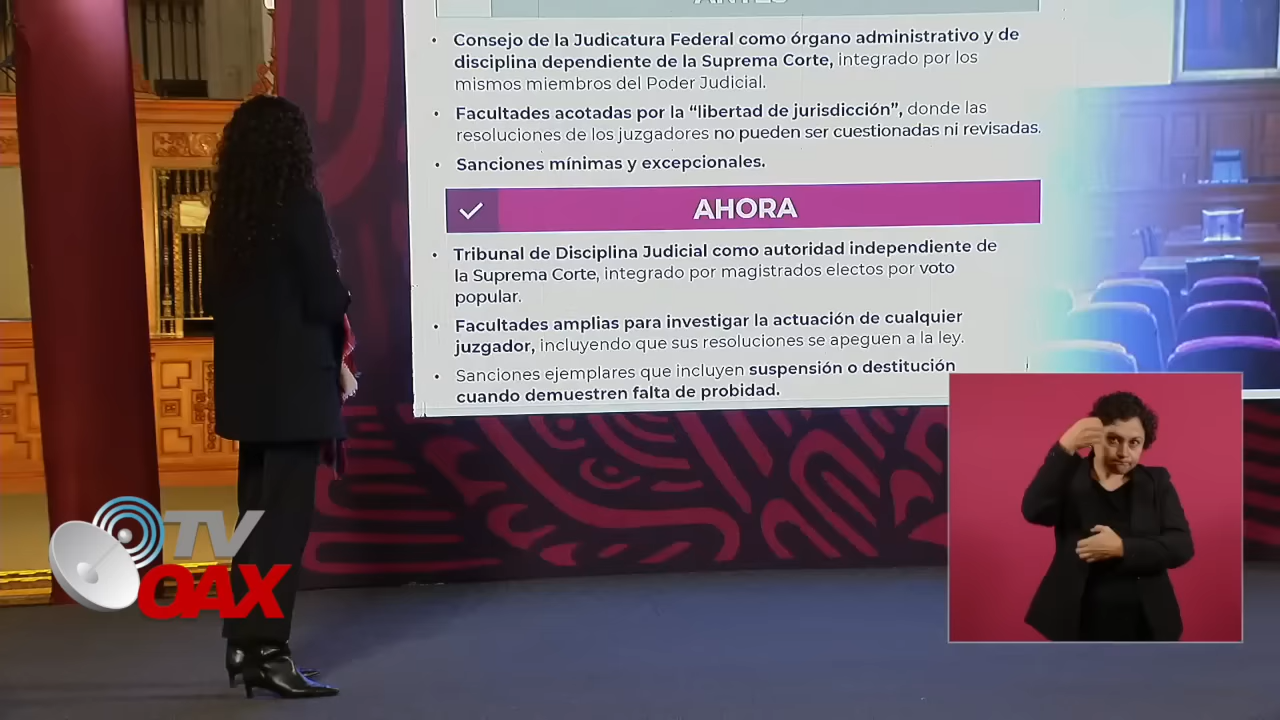 ANTES
• Consejo de la Judicatura Federal como órgano administrativo y de
disciplina dependiente de la Suprema Corte, integrado por los
mismos miembros del Poder Judicial.
• Facultades acotadas por la “libertad de jurisdicción”, donde las
resoluciones de los juzgadores no pueden ser cuestionadas ni revisadas.
• Sanciones mínimas y excepcionales.
AHORA
• Tribunal de Disciplina Judicial como autoridad independiente de
la Suprema Corte, integrado por magistrados electos por voto
popular.
• Facultades amplias para investigar la actuación de cualquier
juzgador, incluyendo que sus resoluciones se apeguen a la ley.
• Sanciones ejemplares que incluyen suspensión o destitución
cuando demuestren falta de probidad.
TV
OAX